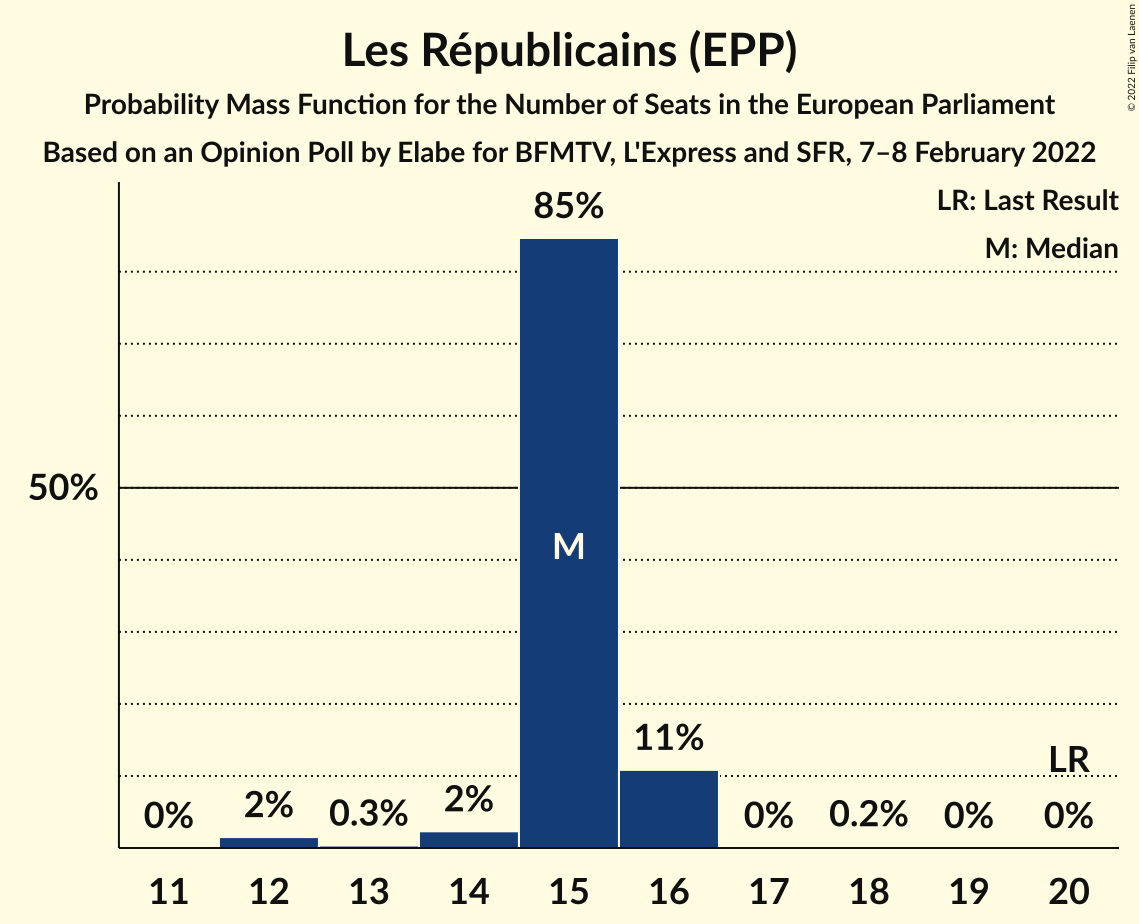 Les Républicains (EPP)
Probability Mass Function for the Number of Seats in the European Parliament
Based on an Opinion Poll by Elabe for BFMTV, L'Express and SFR, 7–8 February 2022
© 2022 Filip van Laenen
LR: Last Result
M: Median
85%
50%
M
11%
LR
0% 2% 0.3% 2% 0% 0.2% 0% 0%
11 12 13 14 15 16 17 18 19 20